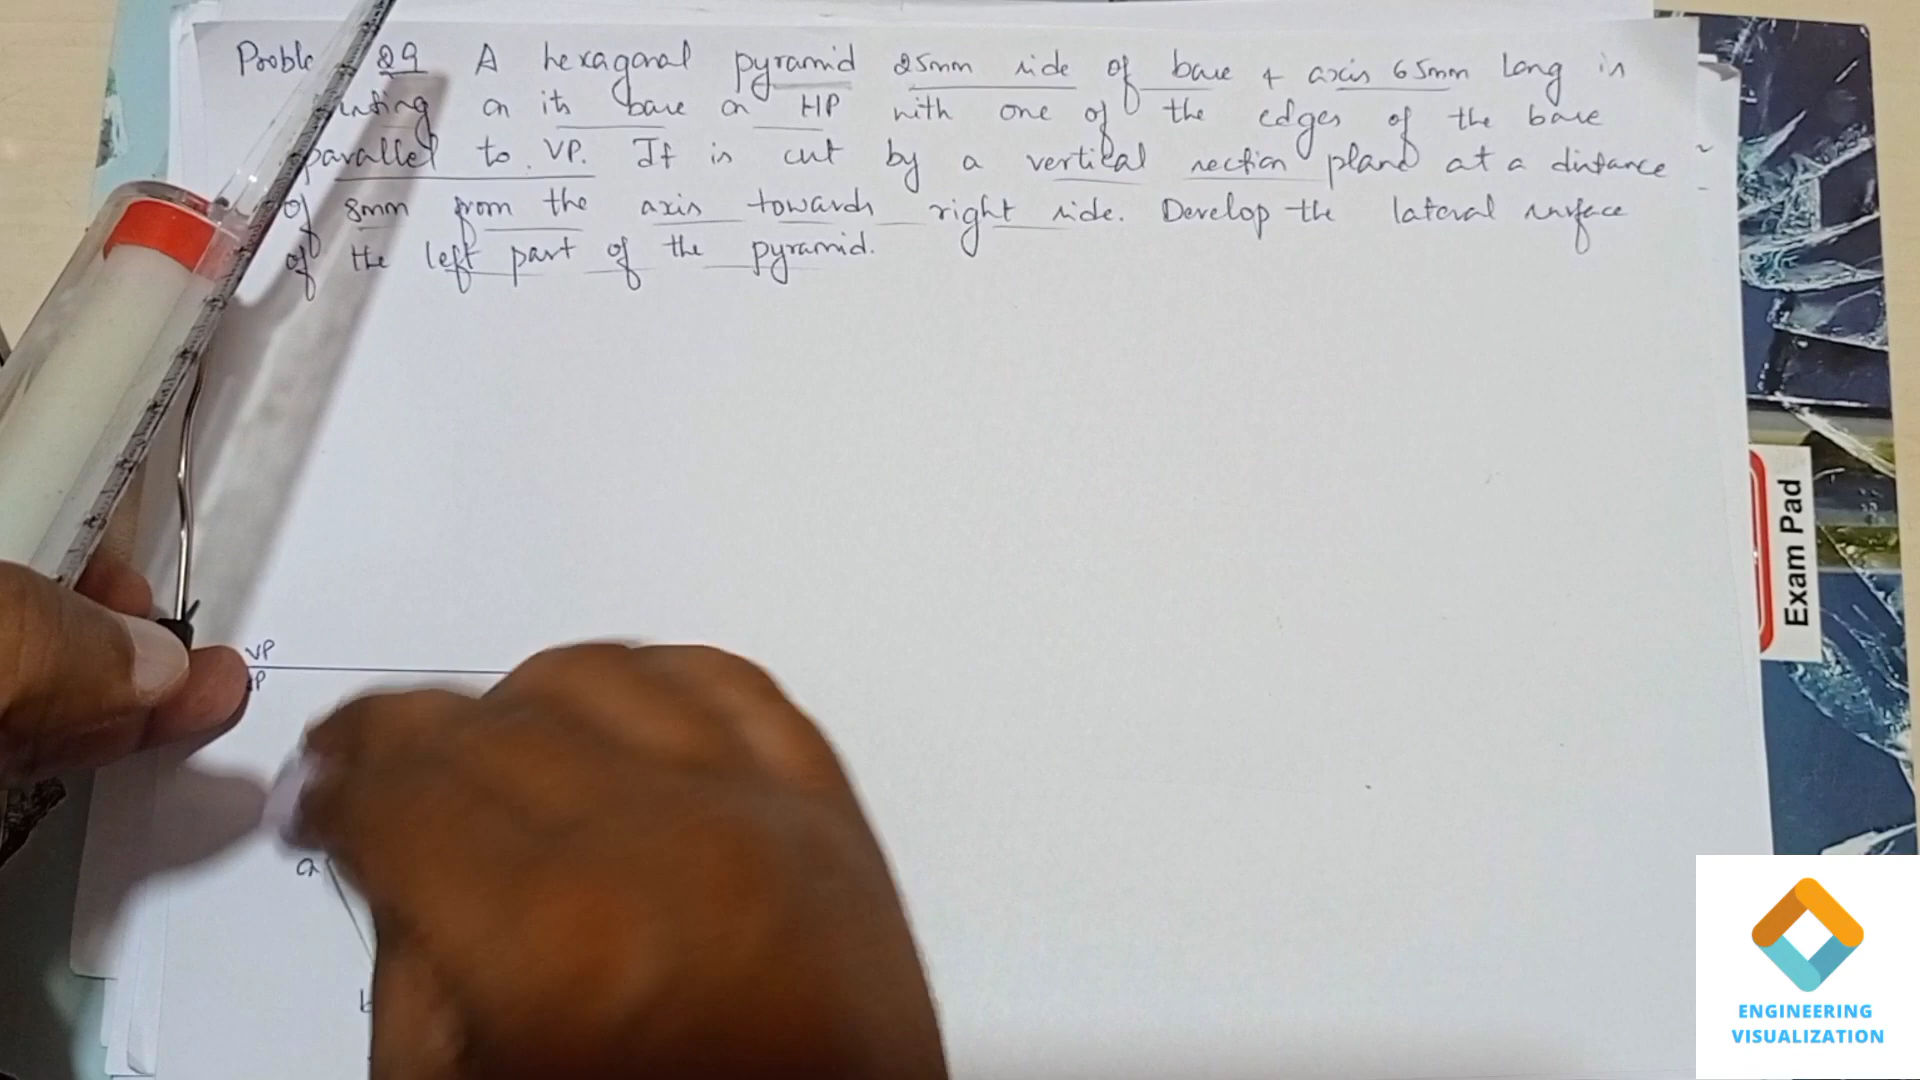 Proble 29 A hexagonal pyramid 25mm side of base & axis 65mm long is
on its base on HP with one of the edges of the base
parallel to VP. It is cut by a vertical section plane at a distance
of 8mm from the axis towards right side. Develop the lateral surface
of the left part of the pyramid.
VP
P
a
b
Exam Pad
ENGINEERING
VISUALIZATION